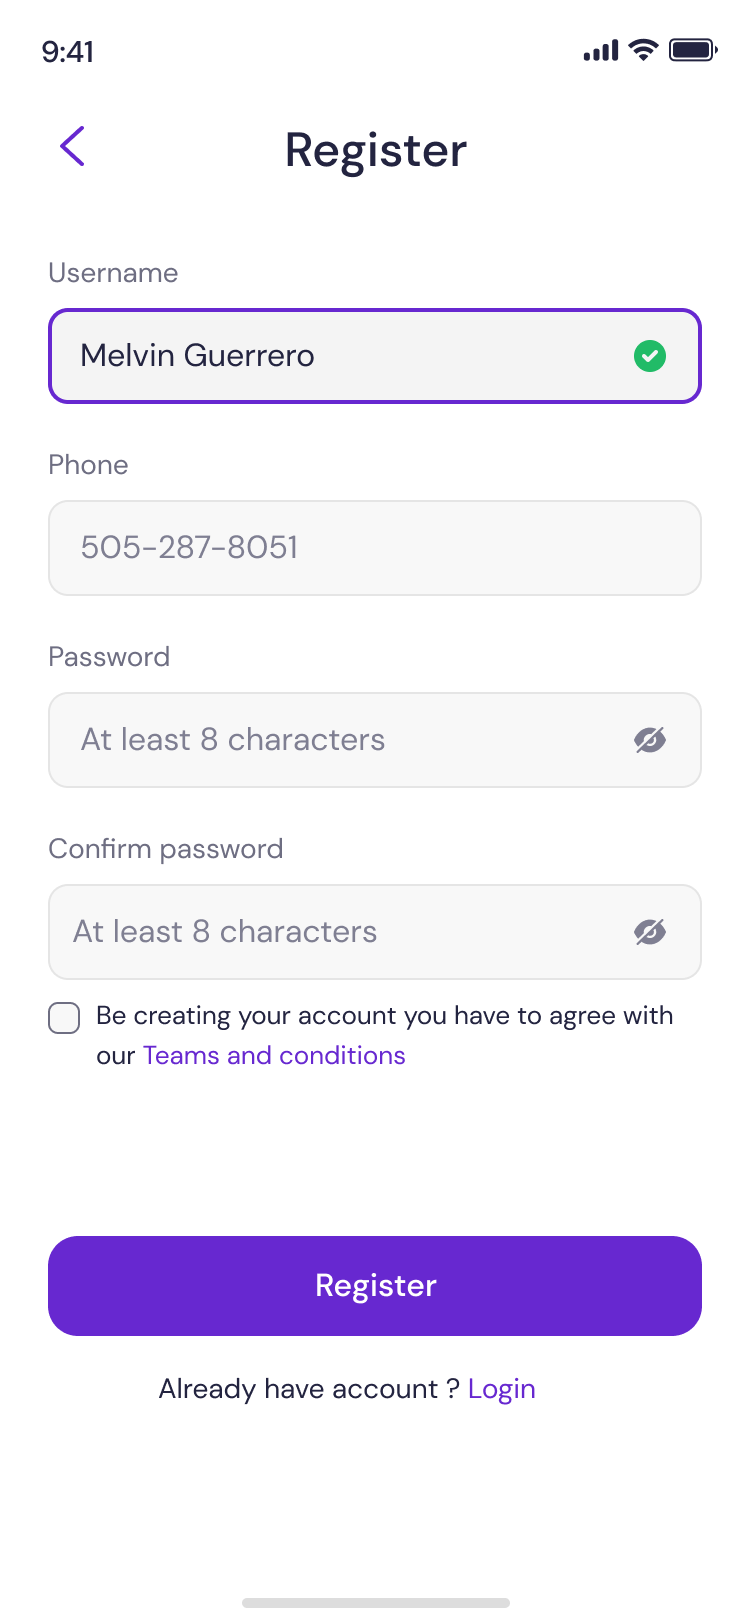 9:41
Register
Username
Melvin Guerrero
Phone
505-287-8051
Password
At least 8 characters
Confirm password
At least 8 characters
Be creating your account you have to agree with
our Teams and conditions
Register
Already have account ? Login